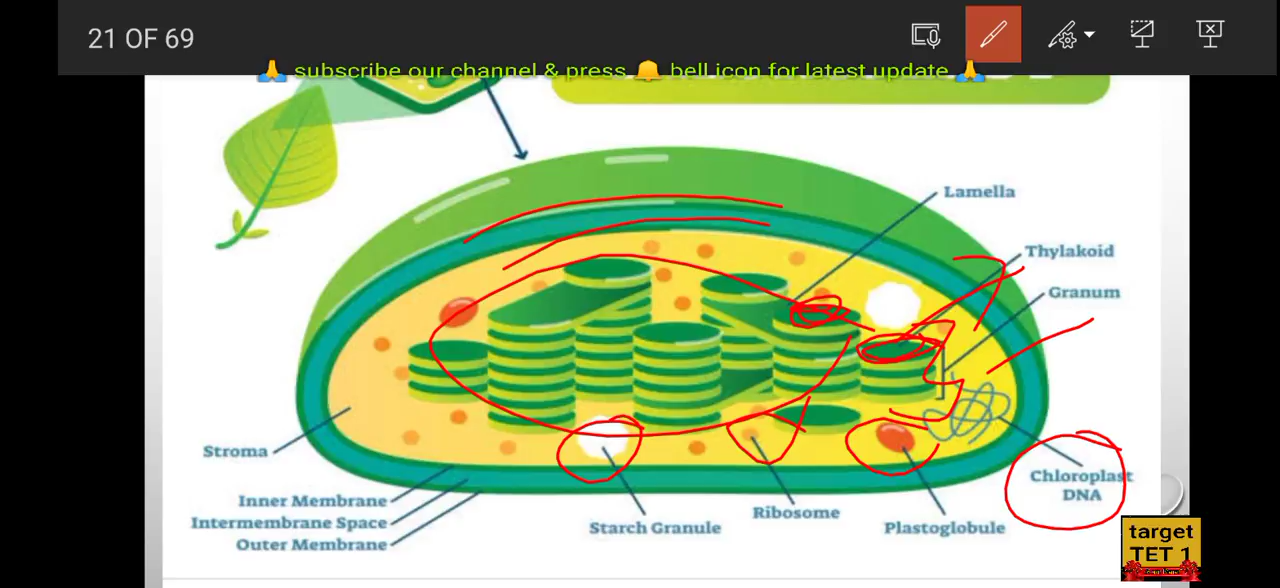 21 OF 69
🙏 subscribe our channel & press 🔔 bell icon for latest update 🙏
Lamella
Thylakoid
Granum
Stroma
Inner Membrane
Intermembrane Space
Outer Membrane
Starch Granule
Ribosome
Plastoglobule
Chloroplast
DNA
target
TET 1